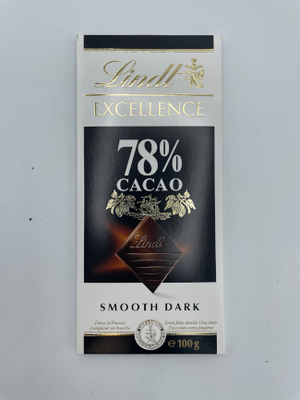 Lindt
EXCELLENCE
78%
CACAO
Lindt
SMOOTH DARK
e 100g